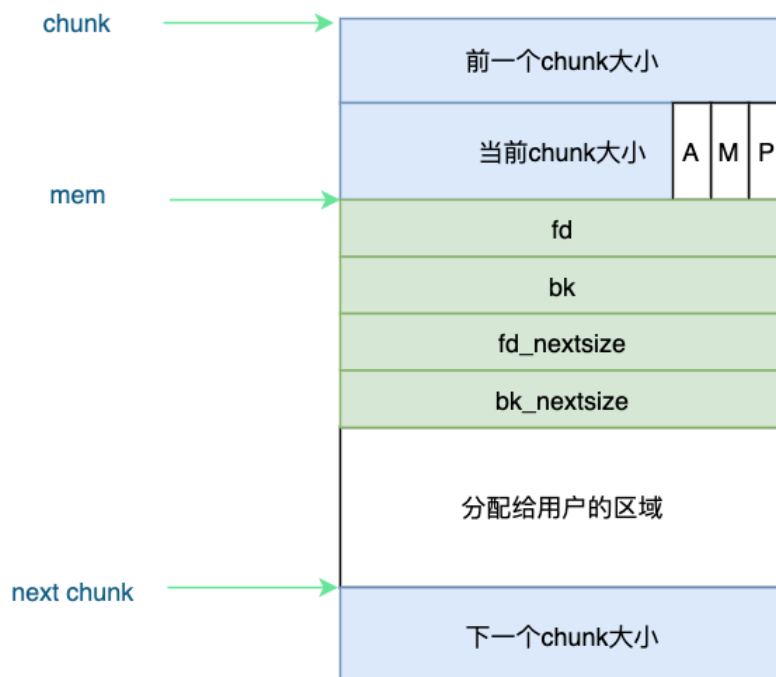 chunk
前一个chunk大小
当前chunk大小 A M P
mem
fd
bk
fd_nextsize
bk_nextsize
分配给用户的区域
next chunk
下一个chunk大小